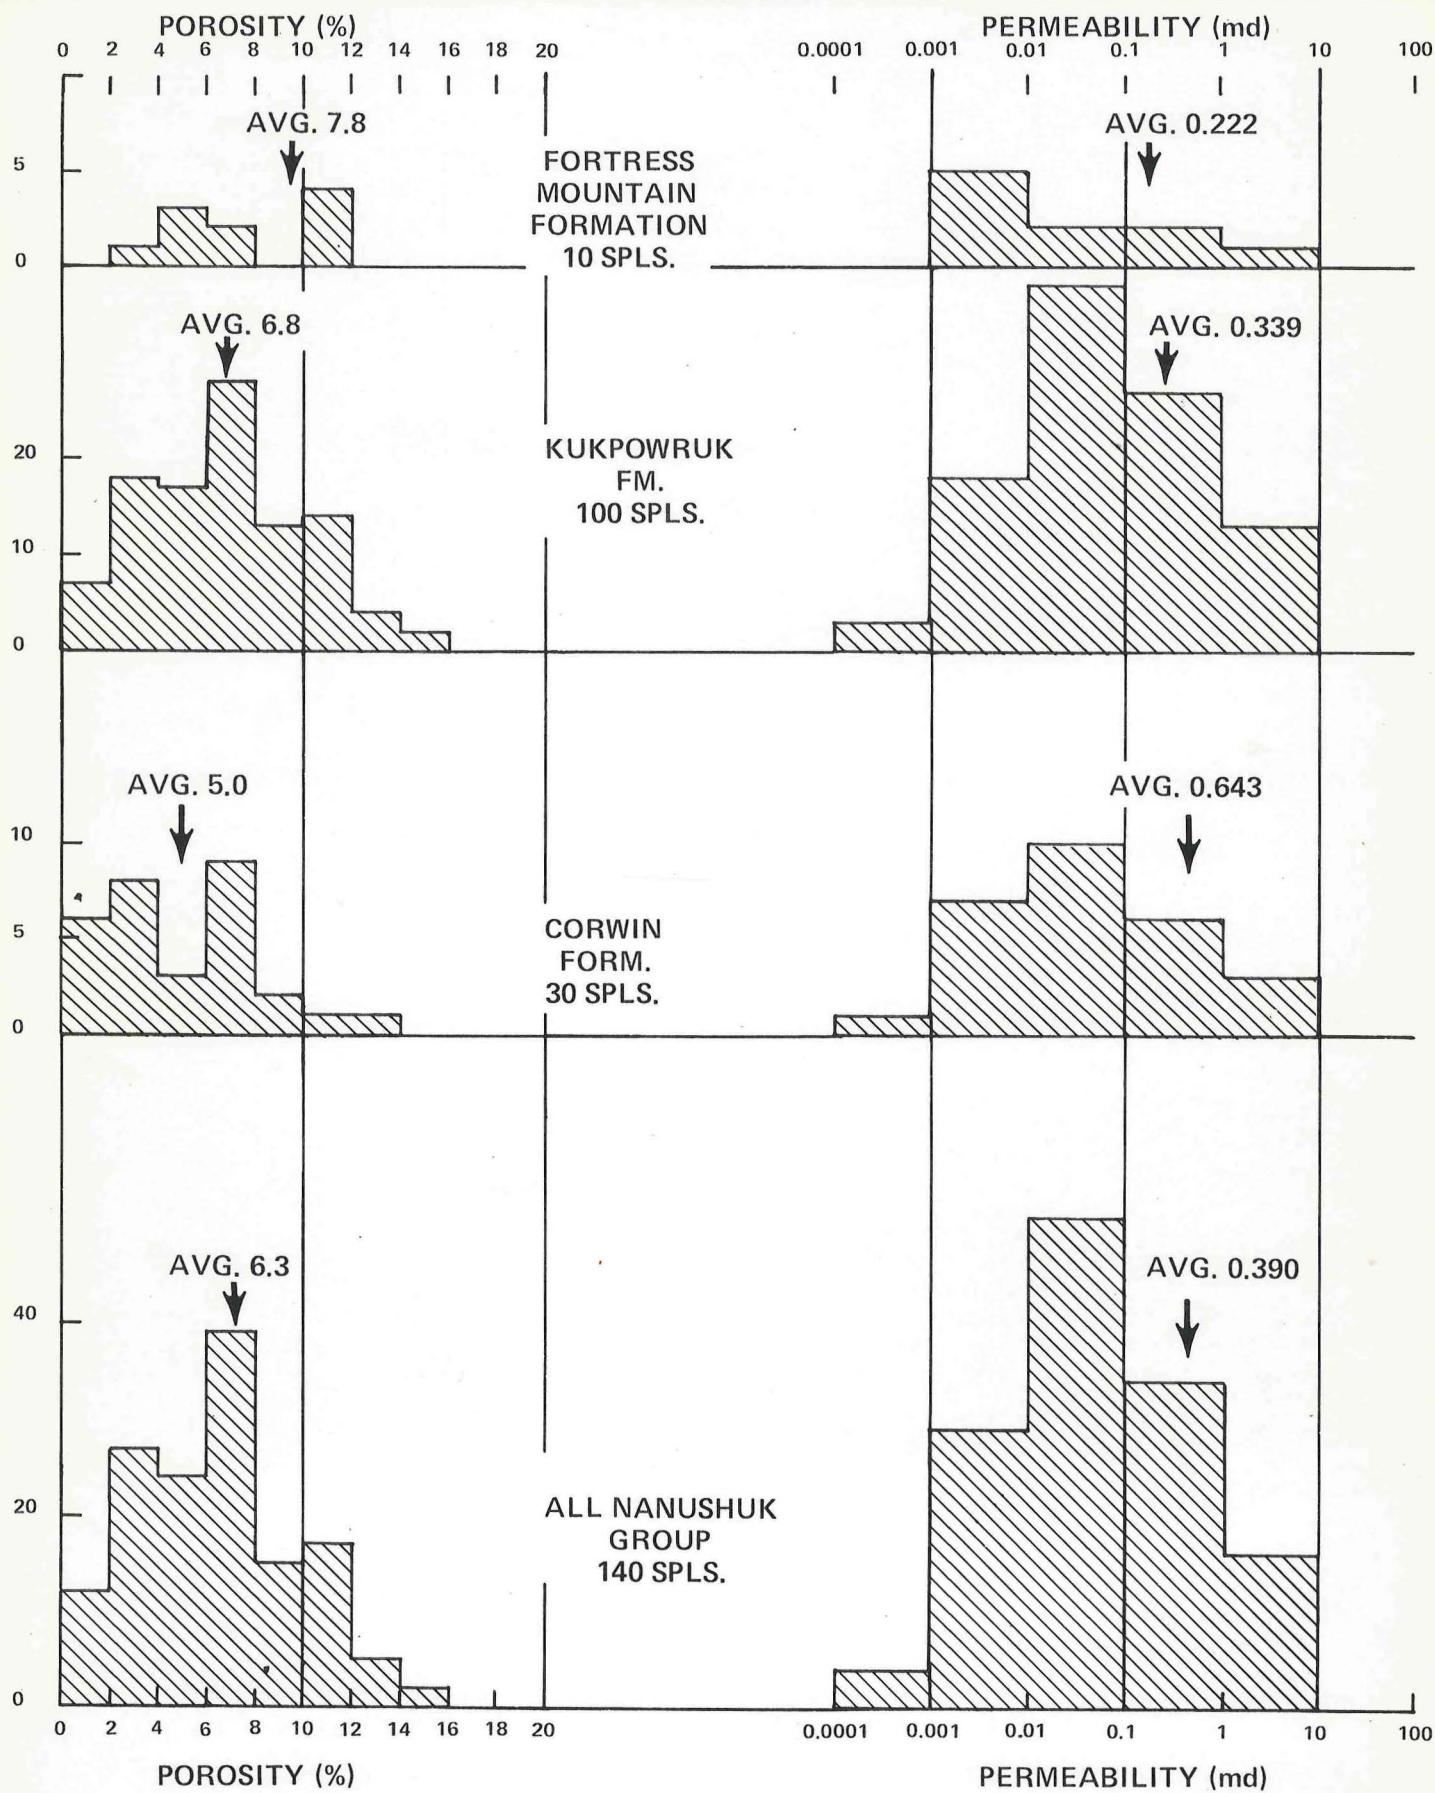 POROSITY (%)
PERMEABILITY (md)
0 2 4 6 8 10 12 14 16 18 20
0.0001 0.001 0.01 0.1 1 10 100
AVG. 7.8
AVG. 0.222
5
0
FORTRESS
MOUNTAIN
FORMATION
10 SPLS.
AVG. 6.8
AVG. 0.339
20
10
0
KUKPOWRUK
FM.
100 SPLS.
AVG. 5.0
AVG. 0.643
10
5
0
CORWIN
FORM.
30 SPLS.
AVG. 6.3
AVG. 0.390
40
20
0
ALL NANUSHUK
GROUP
140 SPLS.
0 2 4 6 8 10 12 14 16 18 20
0.0001 0.001 0.01 0.1 1 10 100
POROSITY (%)
PERMEABILITY (md)